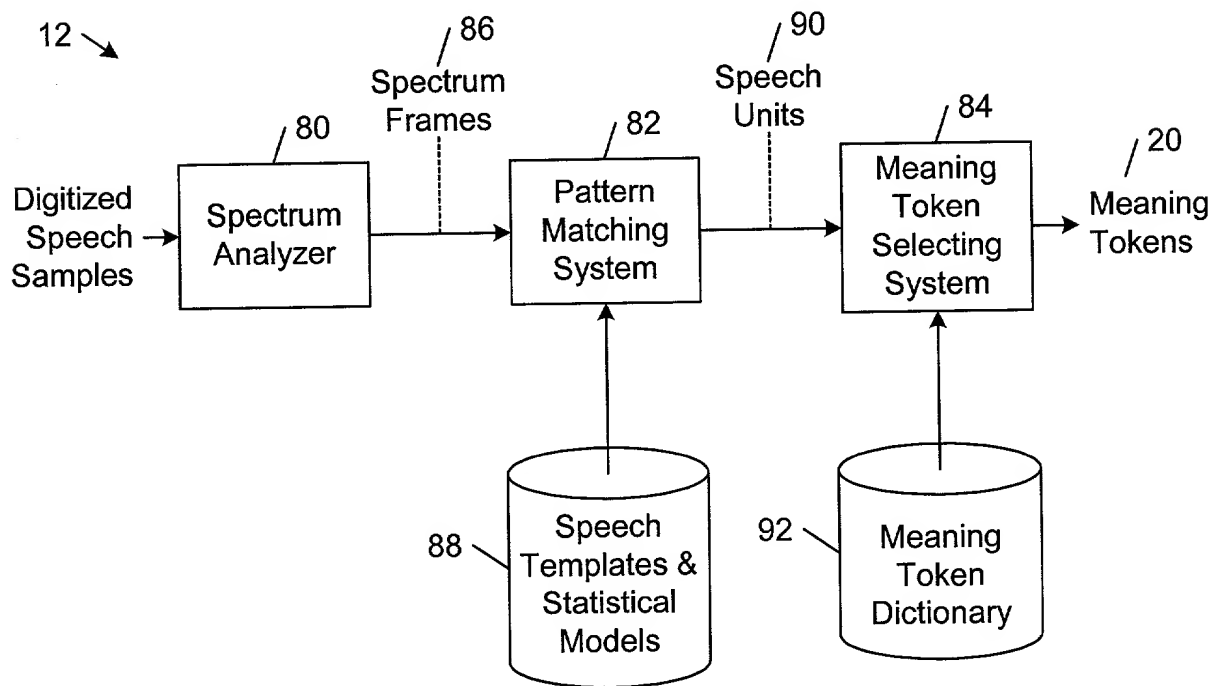 12
86
Spectrum
Frames
90
Speech
Units
80
82
84
20
Digitized
Speech
Samples
Spectrum
Analyzer
Pattern
Matching
System
Meaning
Token
Selecting
System
Meaning
Tokens
88
Speech
Templates &
Statistical
Models
92
Meaning
Token
Dictionary